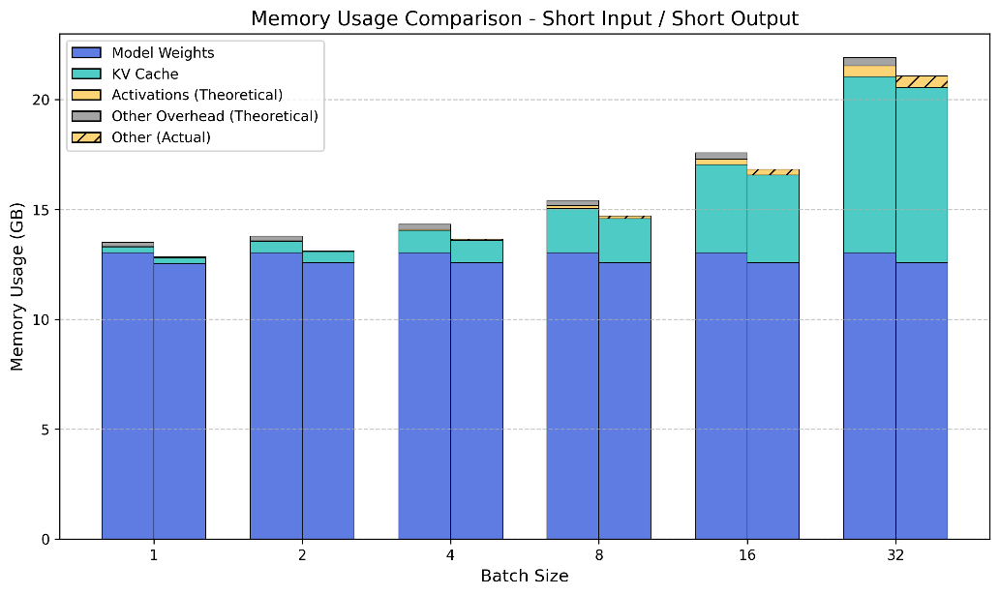 Memory Usage Comparison - Short Input / Short Output
Model Weights
KV Cache
Activations (Theoretical)
Other Overhead (Theoretical)
Other (Actual)
Memory Usage (GB)
20
15
10
5
0
1 2 4 8 16 32
Batch Size